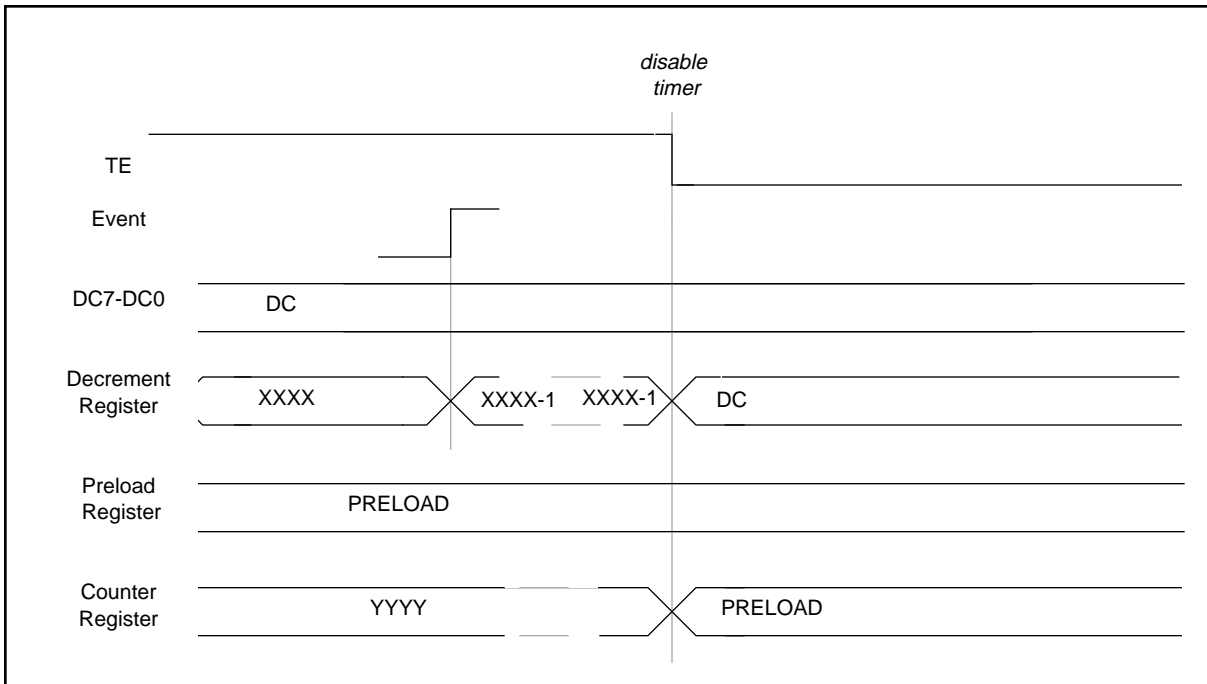 disable
timer
TE
Event
DC7-DC0
DC
Decrement
Register
XXXX
XXXX-1
XXXX-1
DC
Preload
Register
PRELOAD
Counter
Register
YYYY
PRELOAD